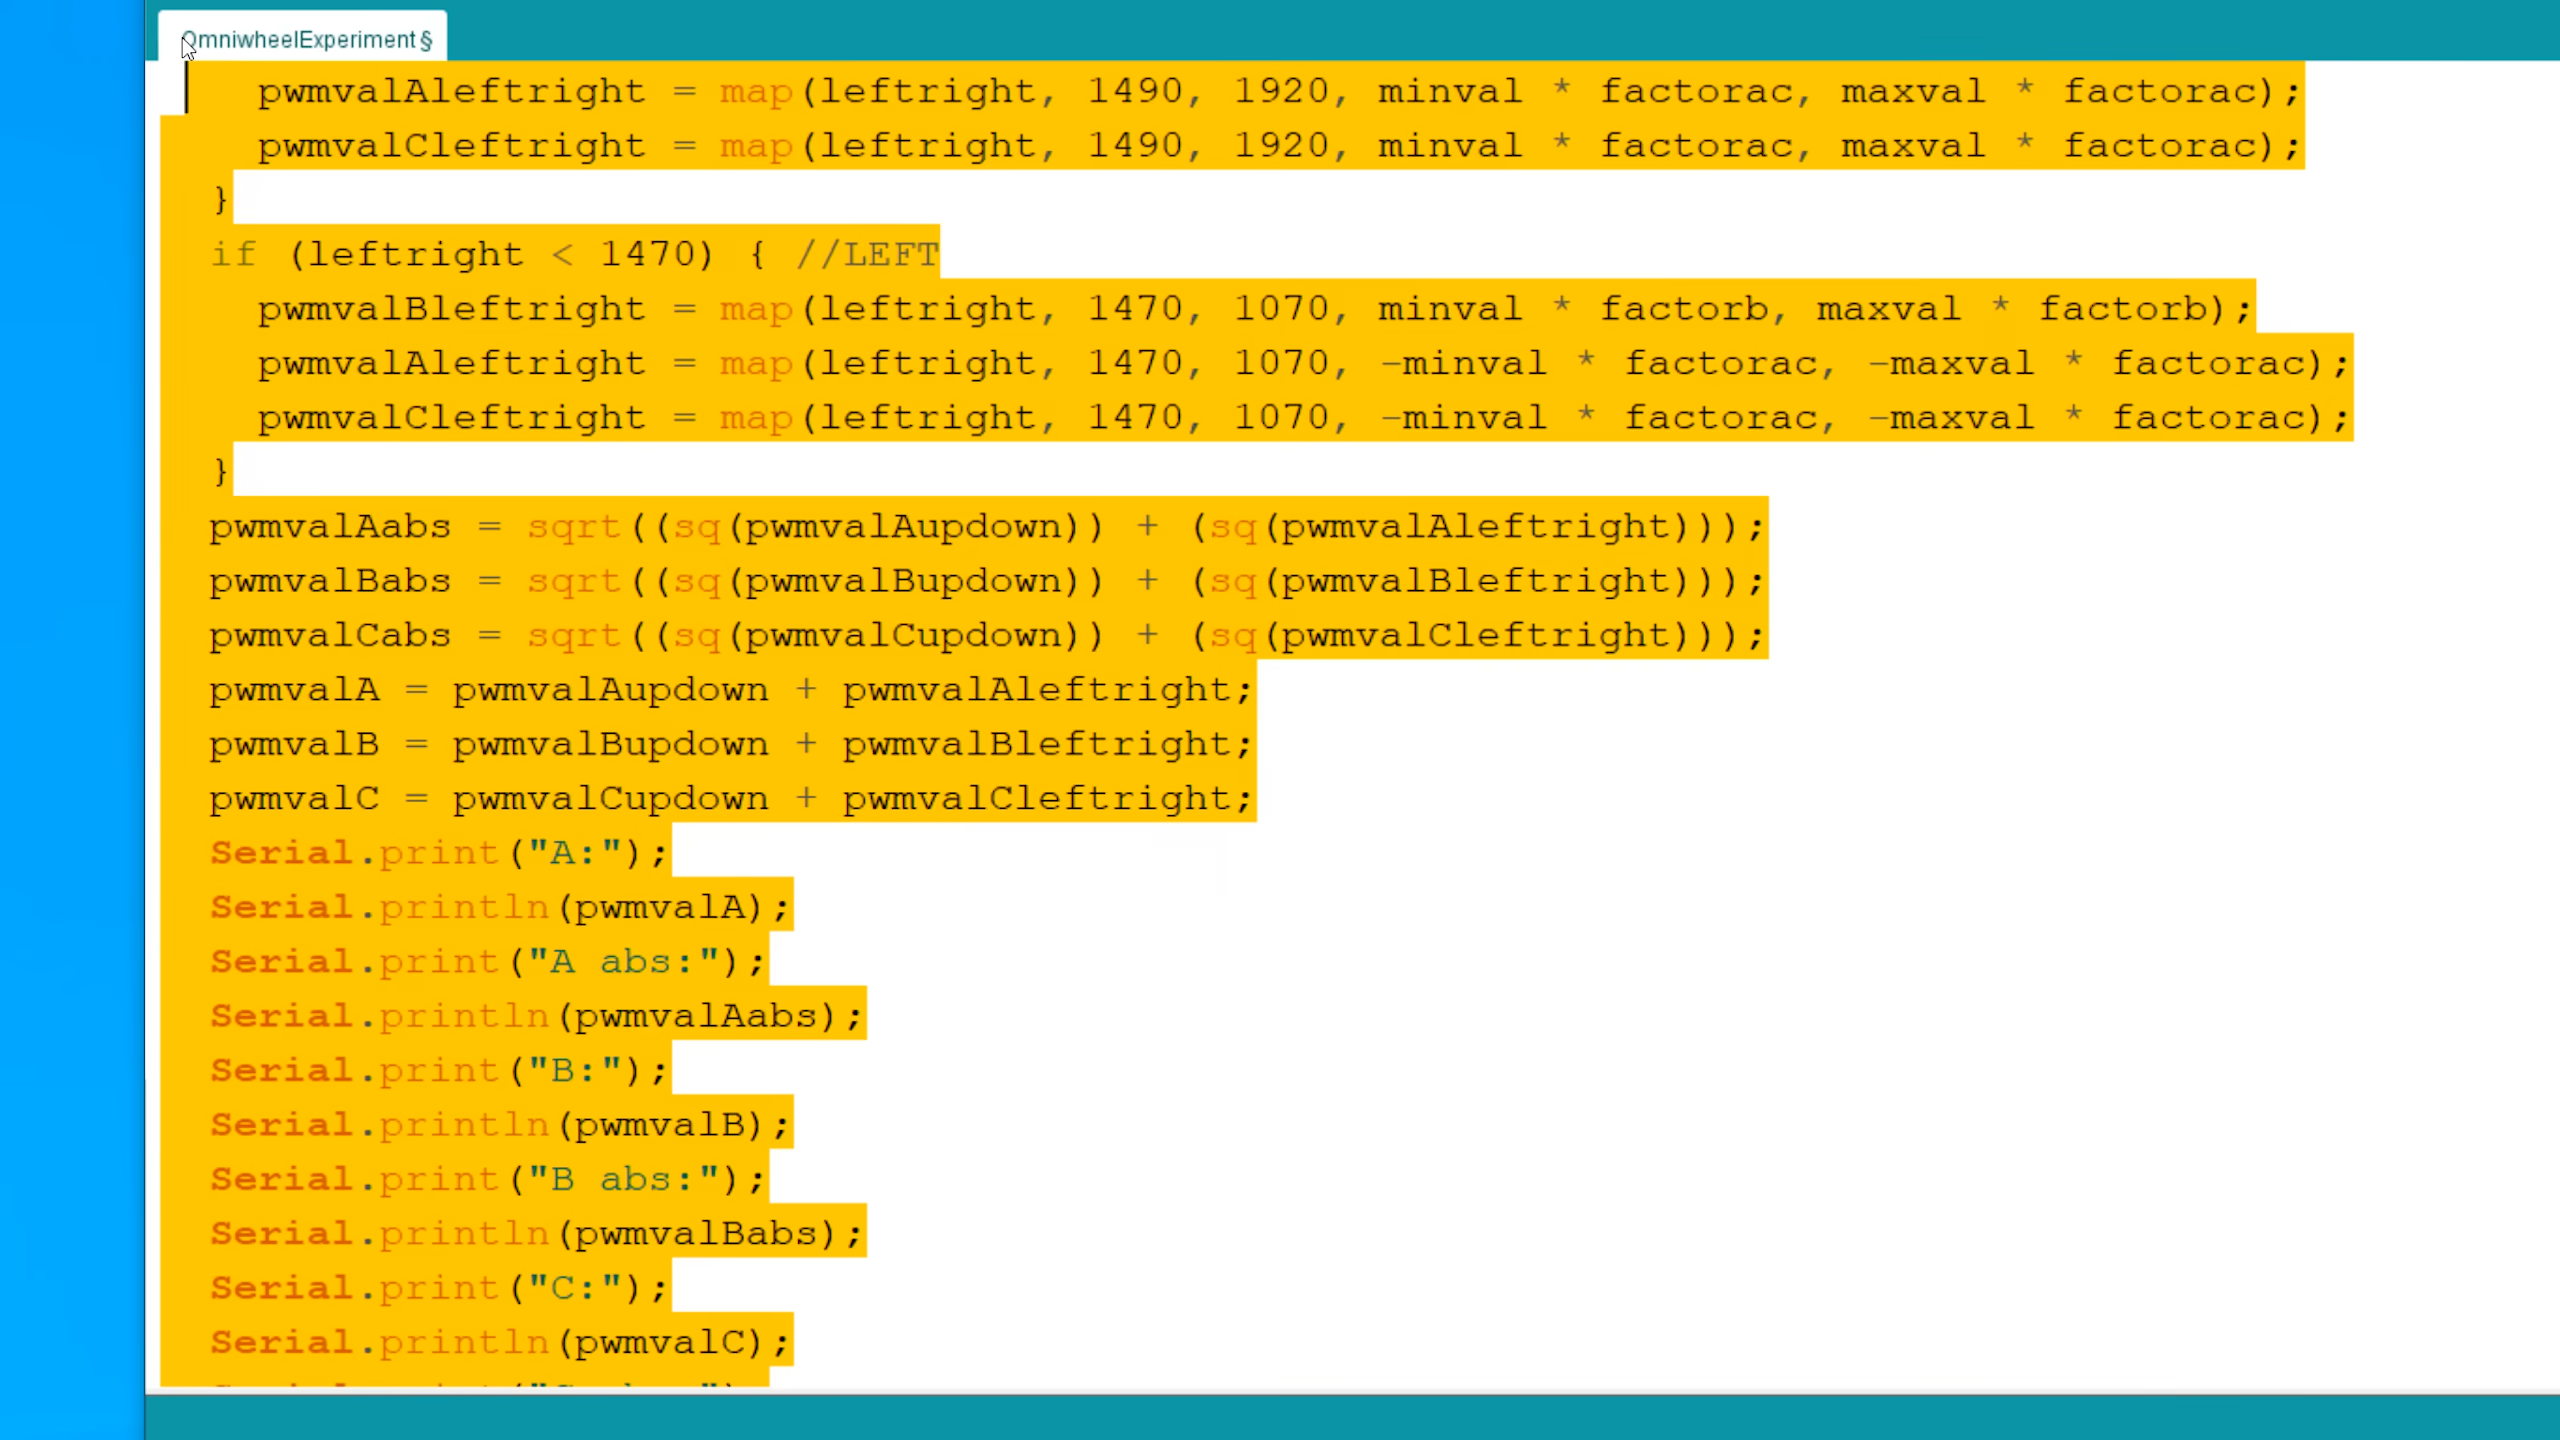 OmniwheelExperiment §
pwmvalAleftright = map(leftright, 1490, 1920, minval * factorac, maxval * factorac);
pwmvalCleftright = map(leftright, 1490, 1920, minval * factorac, maxval * factorac);
}
if (leftright < 1470) { //LEFT
pwmvalBleftright = map(leftright, 1470, 1070, minval * factorb, maxval * factorb);
pwmvalAleftright = map(leftright, 1470, 1070, -minval * factorac, -maxval * factorac);
pwmvalCleftright = map(leftright, 1470, 1070, -minval * factorac, -maxval * factorac);
}
pwmvalAabs = sqrt((sq(pwmvalAupdown)) + (sq(pwmvalAleftright)));
pwmvalBabs = sqrt((sq(pwmvalBupdown)) + (sq(pwmvalBleftright)));
pwmvalCabs = sqrt((sq(pwmvalCupdown)) + (sq(pwmvalCleftright)));
pwmvalA = pwmvalAupdown + pwmvalAleftright;
pwmvalB = pwmvalBupdown + pwmvalBleftright;
pwmvalC = pwmvalCupdown + pwmvalCleftright;
Serial.print("A:");
Serial.println(pwmvalA);
Serial.print("A abs:");
Serial.println(pwmvalAabs);
Serial.print("B:");
Serial.println(pwmvalB);
Serial.print("B abs:");
Serial.println(pwmvalBabs);
Serial.print("C:");
Serial.println(pwmvalC);